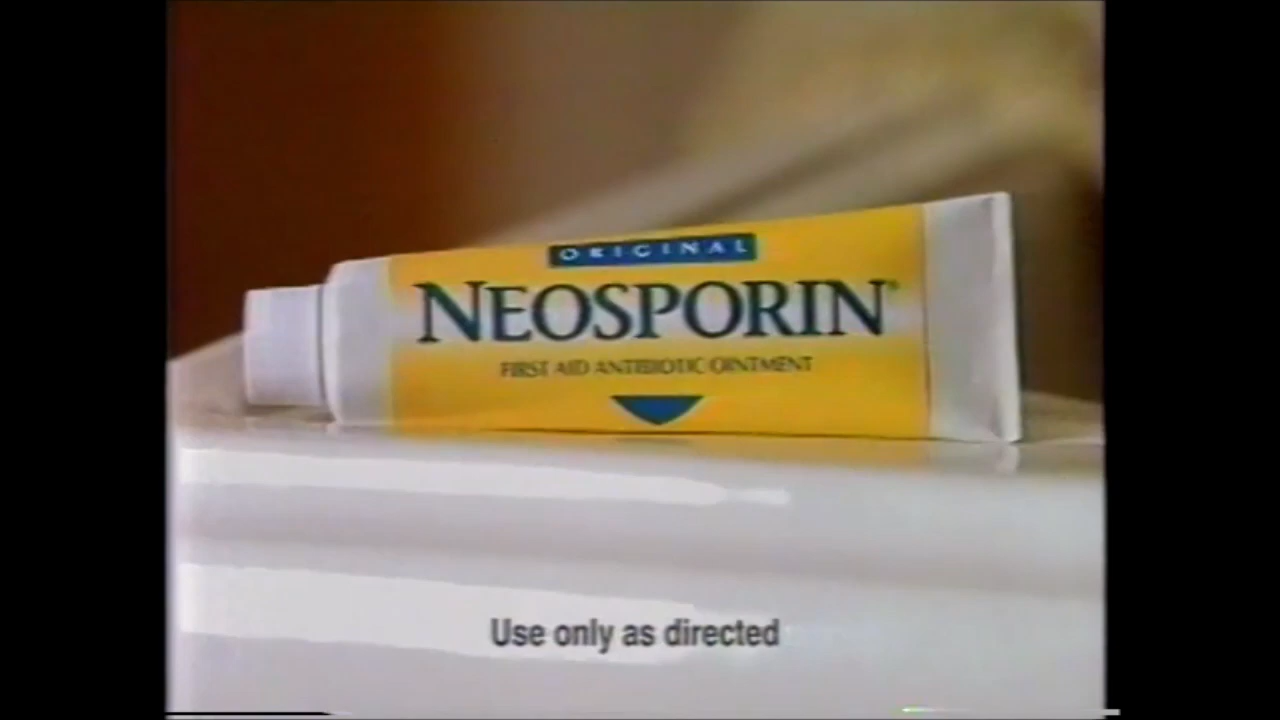 ORIGINAL
NEOSPORIN®
FIRST AID ANTIBIOTIC OINTMENT
Use only as directed